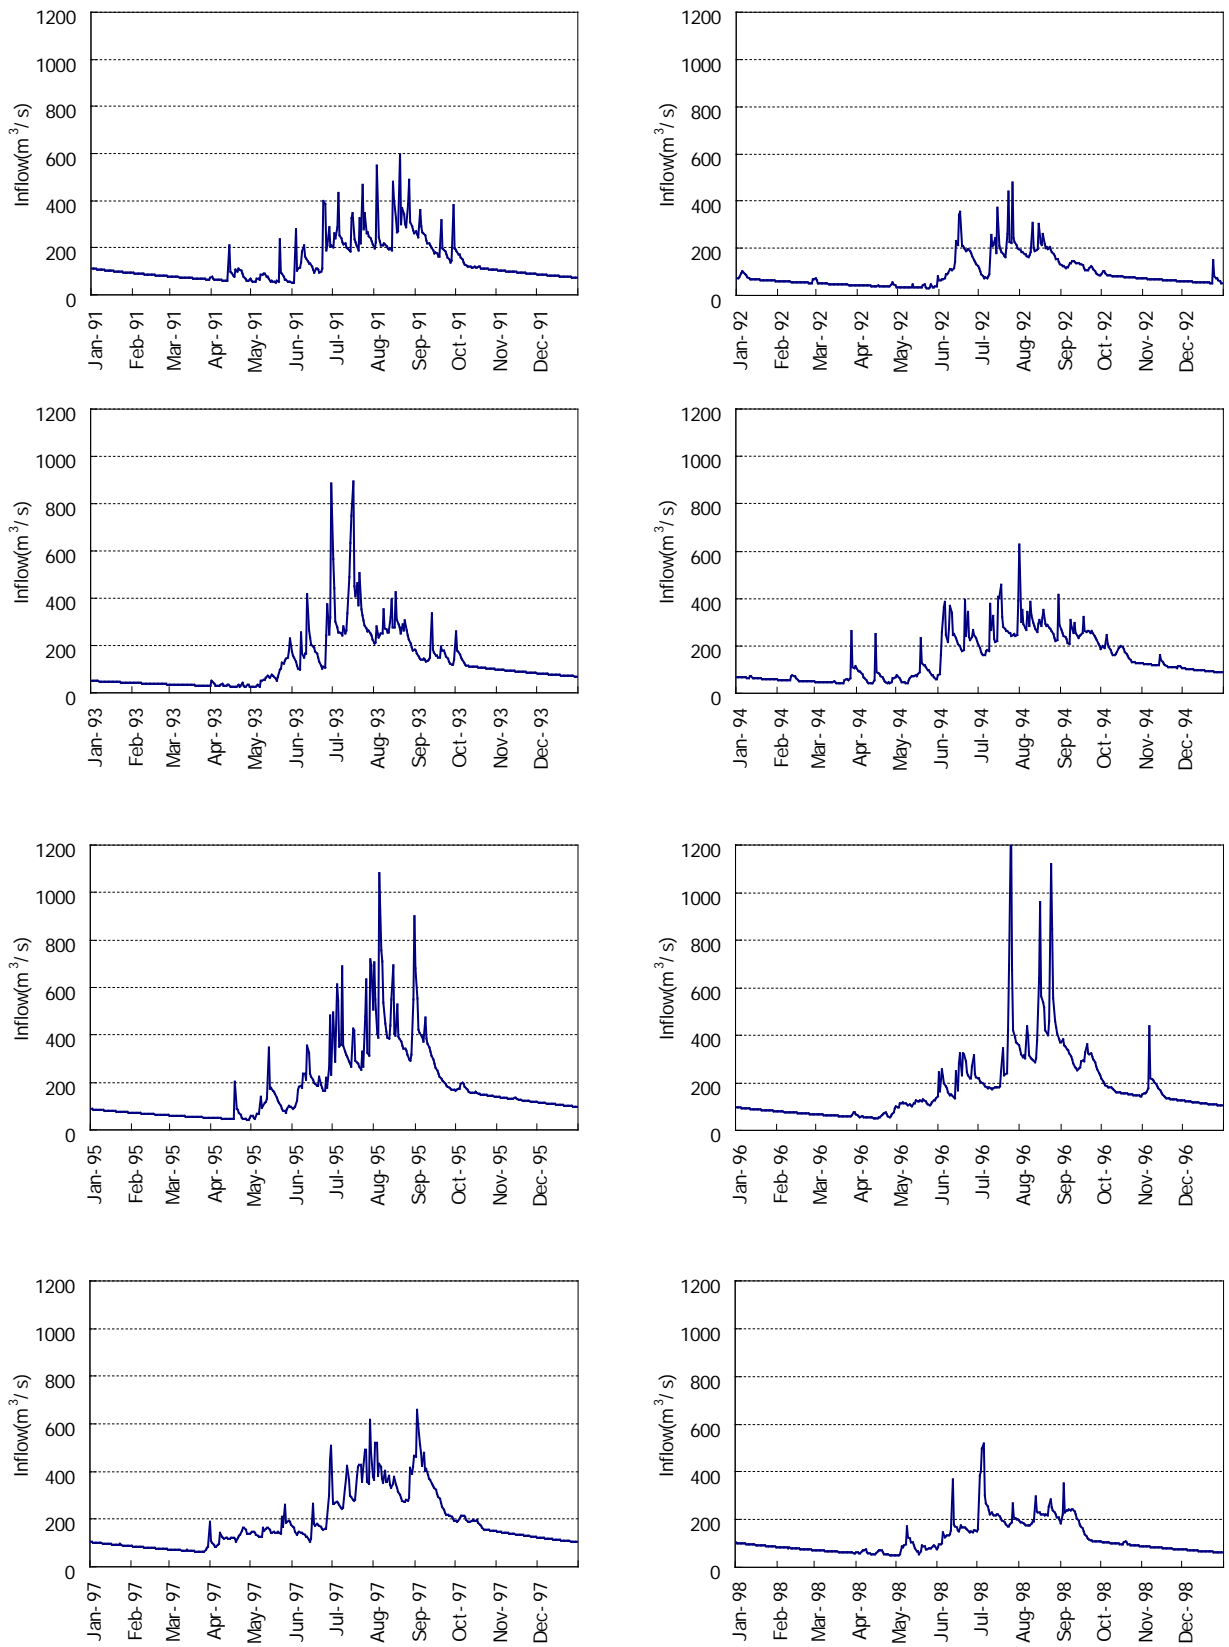 1200
1000
800
600
400
200
0
Inflow(m³/s)
Jan-91
Feb-91
Mar-91
Apr-91
May-91
Jun-91
Jul-91
Aug-91
Sep-91
Oct-91
Nov-91
Dec-91
1200
1000
800
600
400
200
0
Inflow(m³/s)
Jan-92
Feb-92
Mar-92
Apr-92
May-92
Jun-92
Jul-92
Aug-92
Sep-92
Oct-92
Nov-92
Dec-92
1200
1000
800
600
400
200
0
Inflow(m³/s)
Jan-93
Feb-93
Mar-93
Apr-93
May-93
Jun-93
Jul-93
Aug-93
Sep-93
Oct-93
Nov-93
Dec-93
1200
1000
800
600
400
200
0
Inflow(m³/s)
Jan-94
Feb-94
Mar-94
Apr-94
May-94
Jun-94
Jul-94
Aug-94
Sep-94
Oct-94
Nov-94
Dec-94
1200
1000
800
600
400
200
0
Inflow(m³/s)
Jan-95
Feb-95
Mar-95
Apr-95
May-95
Jun-95
Jul-95
Aug-95
Sep-95
Oct-95
Nov-95
Dec-95
1200
1000
800
600
400
200
0
Inflow(m³/s)
Jan-96
Feb-96
Mar-96
Apr-96
May-96
Jun-96
Jul-96
Aug-96
Sep-96
Oct-96
Nov-96
Dec-96
1200
1000
800
600
400
200
0
Inflow(m³/s)
Jan-97
Feb-97
Mar-97
Apr-97
May-97
Jun-97
Jul-97
Aug-97
Sep-97
Oct-97
Nov-97
Dec-97
1200
1000
800
600
400
200
0
Inflow(m³/s)
Jan-98
Feb-98
Mar-98
Apr-98
May-98
Jun-98
Jul-98
Aug-98
Sep-98
Oct-98
Nov-98
Dec-98